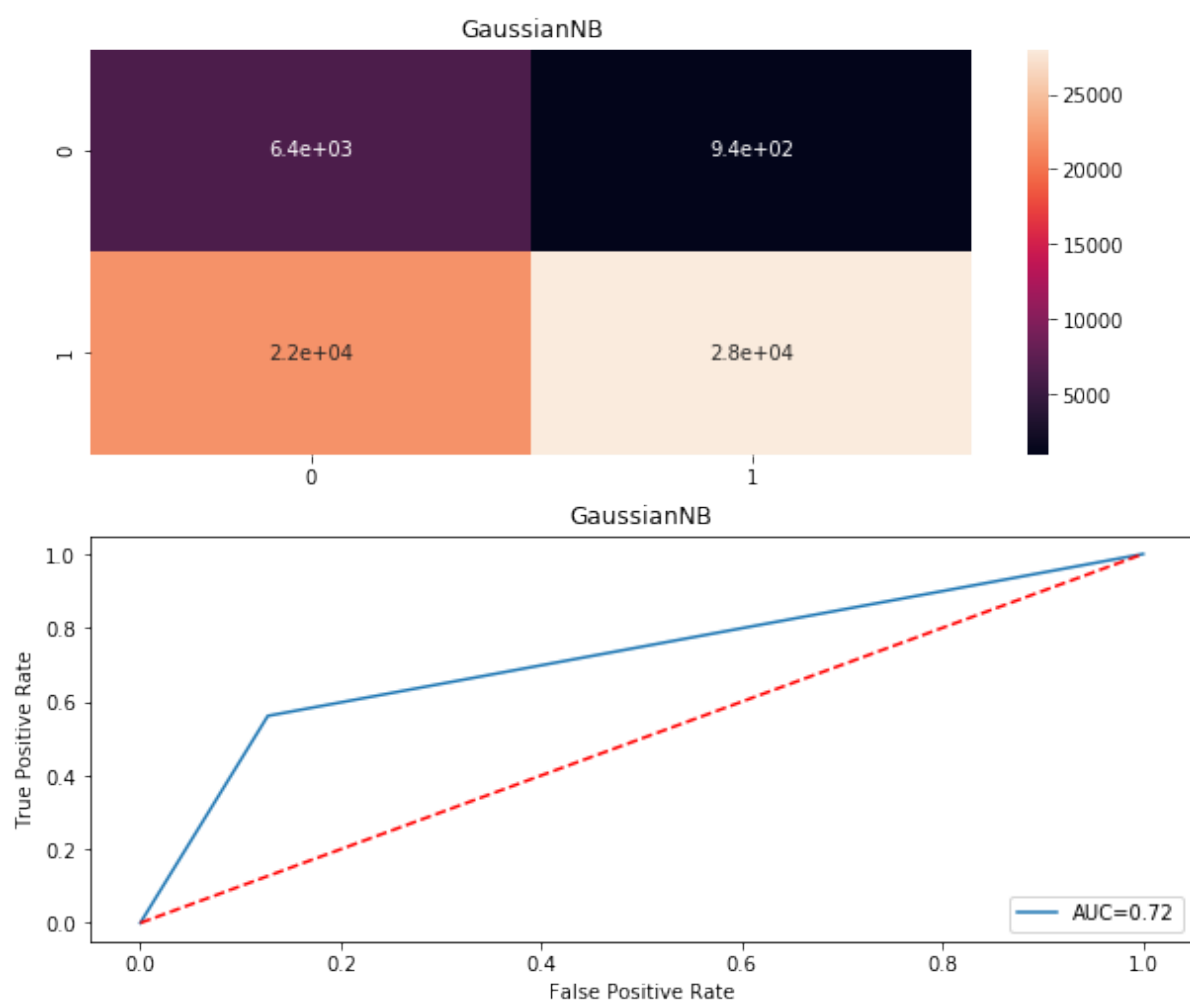 GaussianNB
0
6.4e+03
9.4e+02
1
2.2e+04
2.8e+04
0
1
25000
20000
15000
10000
5000
GaussianNB
True Positive Rate
1.0
0.8
0.6
0.4
0.2
0.0
AUC=0.72
0.0
0.2
0.4
0.6
0.8
1.0
False Positive Rate